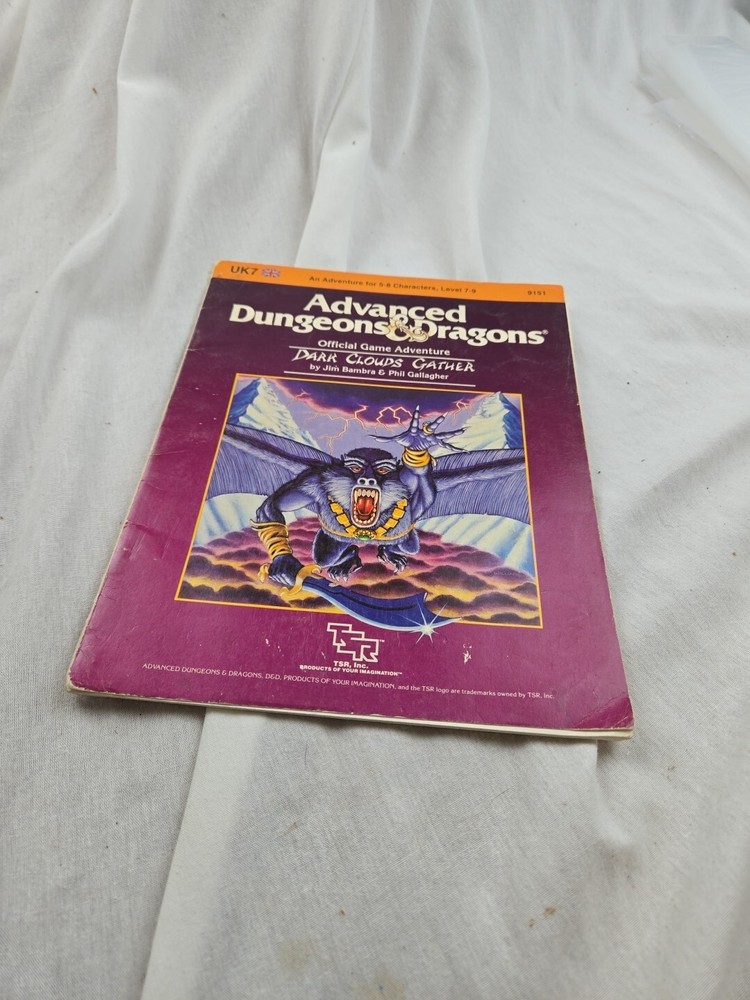 UK7
An Adventure for 5-8 Characters, Level 7-9
9151
Advanced
Dungeons & Dragons®
Official Game Adventure
DARK CLOUDS GATHER
by Jim Bambra & Phil Gallagher
TSR™
TSR, Inc.
PRODUCTS OF YOUR IMAGINATION™
ADVANCED DUNGEONS & DRAGONS, D&D, PRODUCTS OF YOUR IMAGINATION, and the TSR logo are trademarks owned by TSR, Inc.